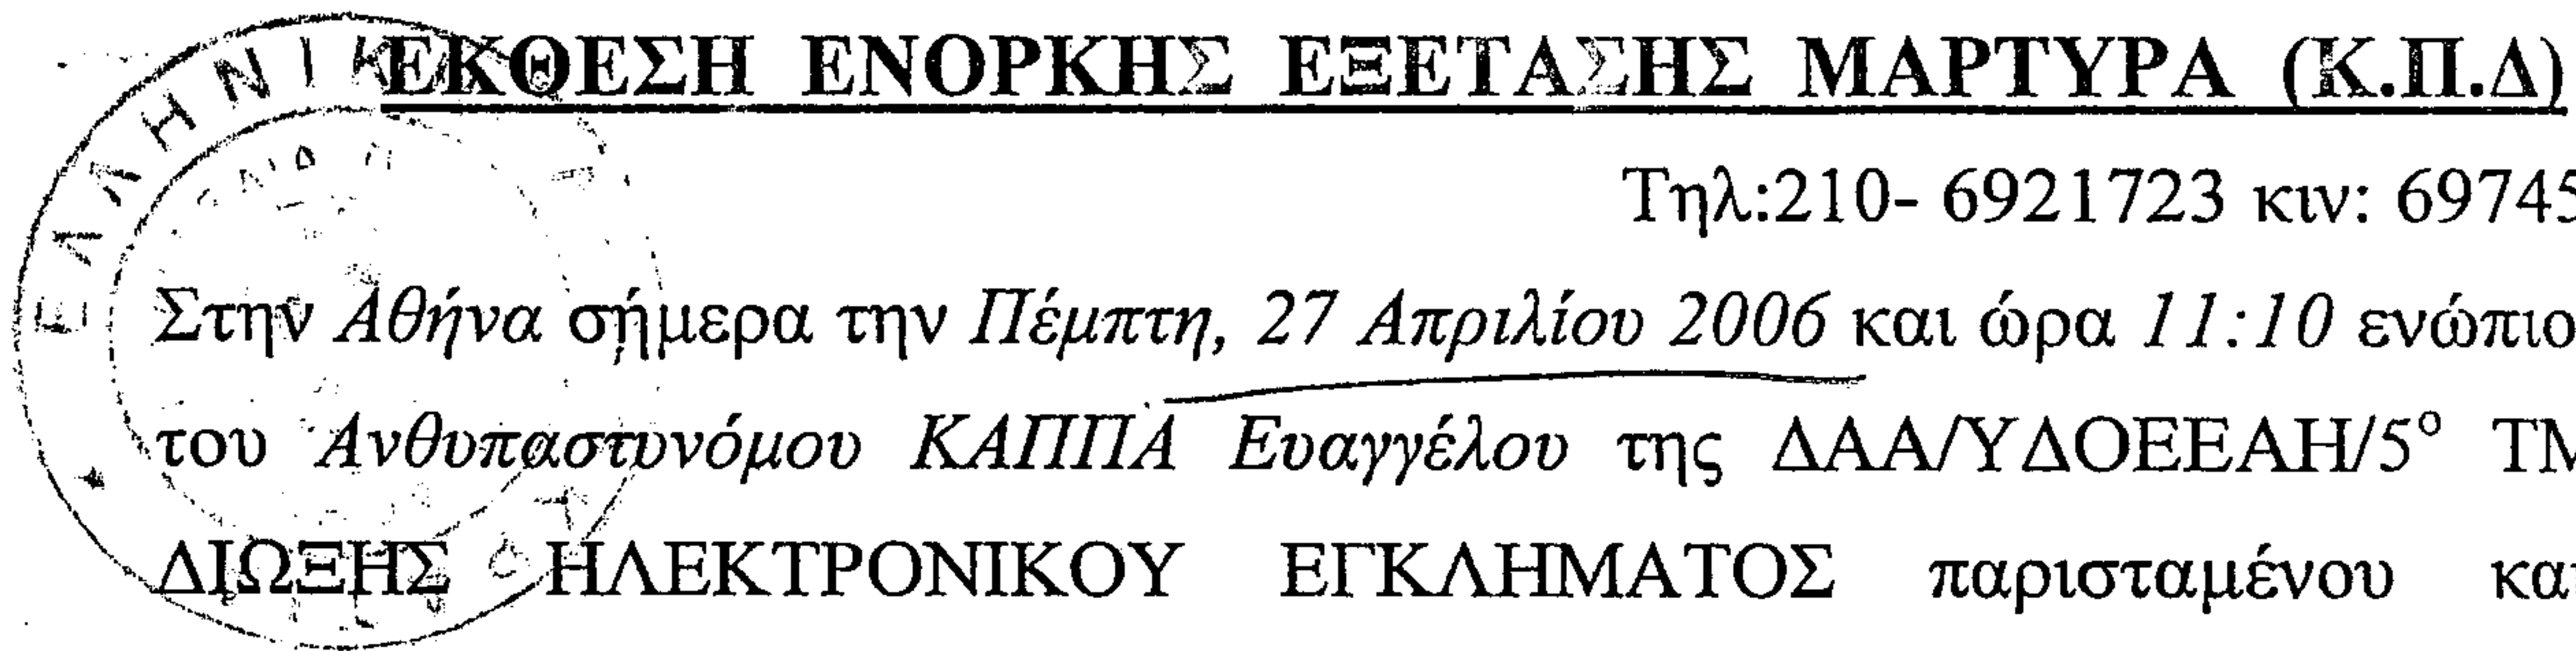 ΕΚΘΕΣΗ ΕΝΟΡΚΗΣ ΕΞΕΤΑΣΗΣ ΜΑΡΤΥΡΑ (Κ.Π.Δ)
Τηλ:210- 6921723 κιν: 69745
Στην Αθήνα σήμερα την Πέμπτη, 27 Απριλίου 2006 και ώρα 11:10 ενώπιο
του Ανθυπαστυνόμου ΚΑΠΠΑ Ευαγγέλου της ΔΑΑ/ΥΔΟΕΕΑΗ/5° ΤΜ
ΔΙΩΞΗΣ ΗΛΕΚΤΡΟΝΙΚΟΥ ΕΓΚΛΗΜΑΤΟΣ παρισταμένου και